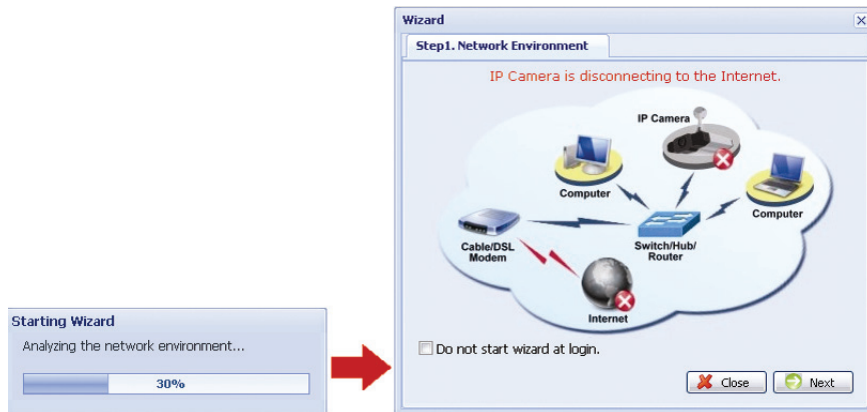 Starting Wizard
Analyzing the network environment...
30%
Wizard
Step1. Network Environment
IP Camera is disconnecting to the Internet.
IP Camera
Computer
Computer
Cable/DSL
Modem
Switch/Hub/
Router
Internet
Do not start wizard at login.
Close
Next